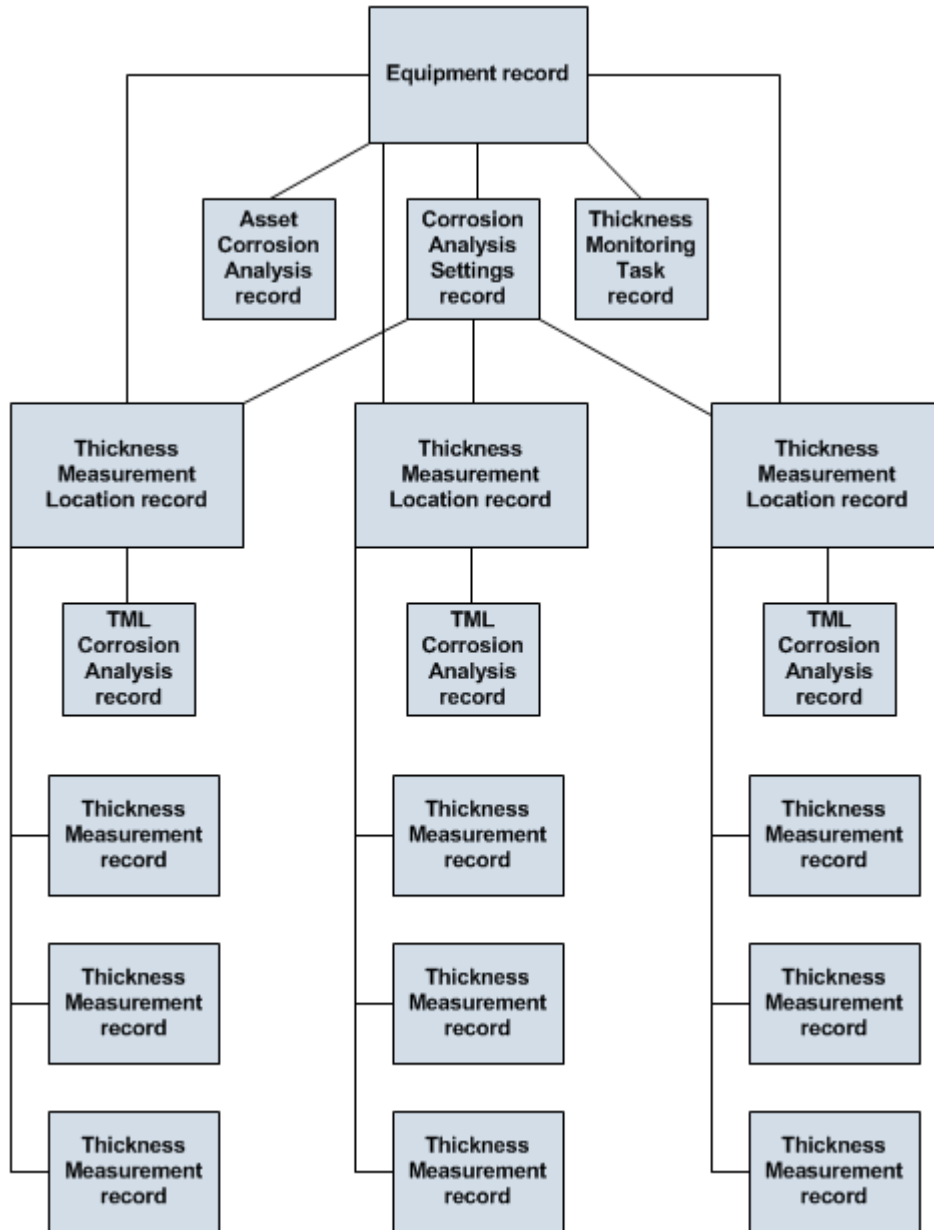 Equipment record
Asset
Corrosion
Analysis
record
Corrosion
Analysis
Settings
record
Thickness
Monitoring
Task
record
Thickness
Measurement
Location record
Thickness
Measurement
Location record
Thickness
Measurement
Location record
TML
Corrosion
Analysis
record
TML
Corrosion
Analysis
record
TML
Corrosion
Analysis
record
Thickness
Measurement
record
Thickness
Measurement
record
Thickness
Measurement
record
Thickness
Measurement
record
Thickness
Measurement
record
Thickness
Measurement
record
Thickness
Measurement
record
Thickness
Measurement
record
Thickness
Measurement
record